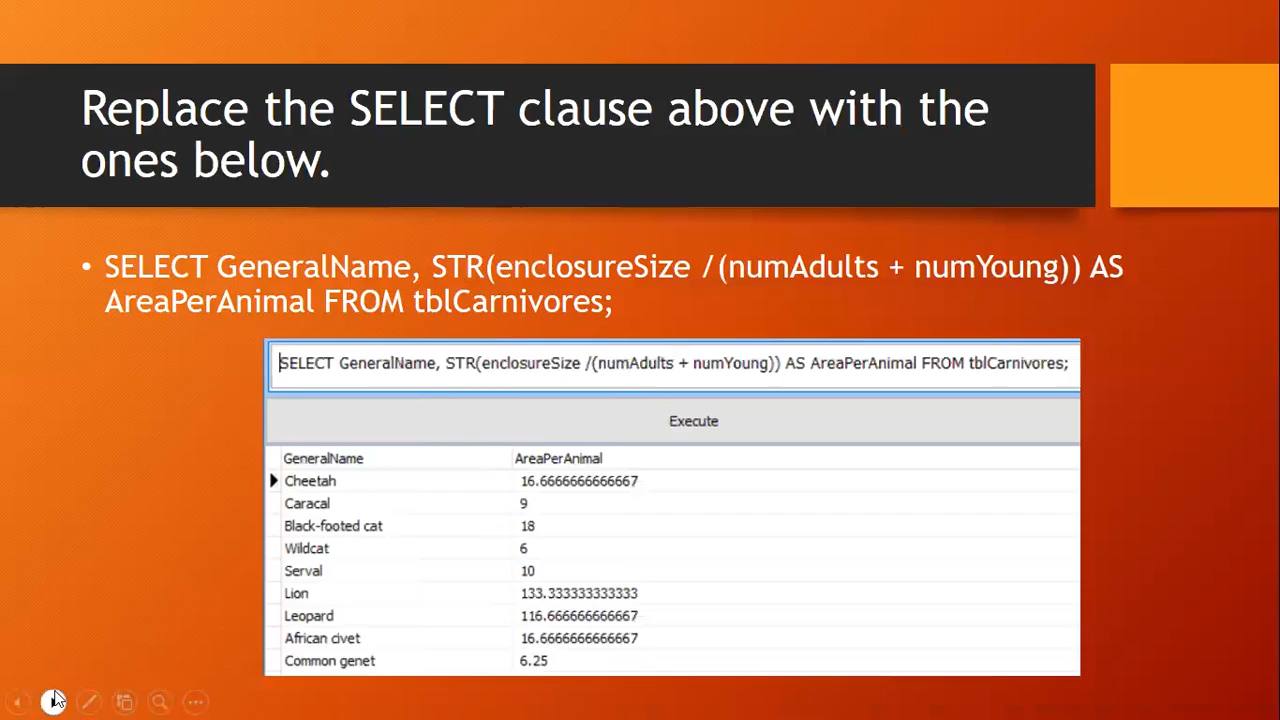 Replace the SELECT clause above with the
ones below.
• SELECT GeneralName, STR(enclosureSize /(numAdults + numYoung)) AS
AreaPerAnimal FROM tblCarnivores;
SELECT GeneralName, STR(enclosureSize /(numAdults + numYoung)) AS AreaPerAnimal FROM tblCarnivores;
Execute
GeneralName AreaPerAnimal
Cheetah 16.6666666666667
Caracal 9
Black-footed cat 18
Wildcat 6
Serval 10
Lion 133.333333333333
Leopard 116.666666666667
African civet 16.6666666666667
Common genet 6.25